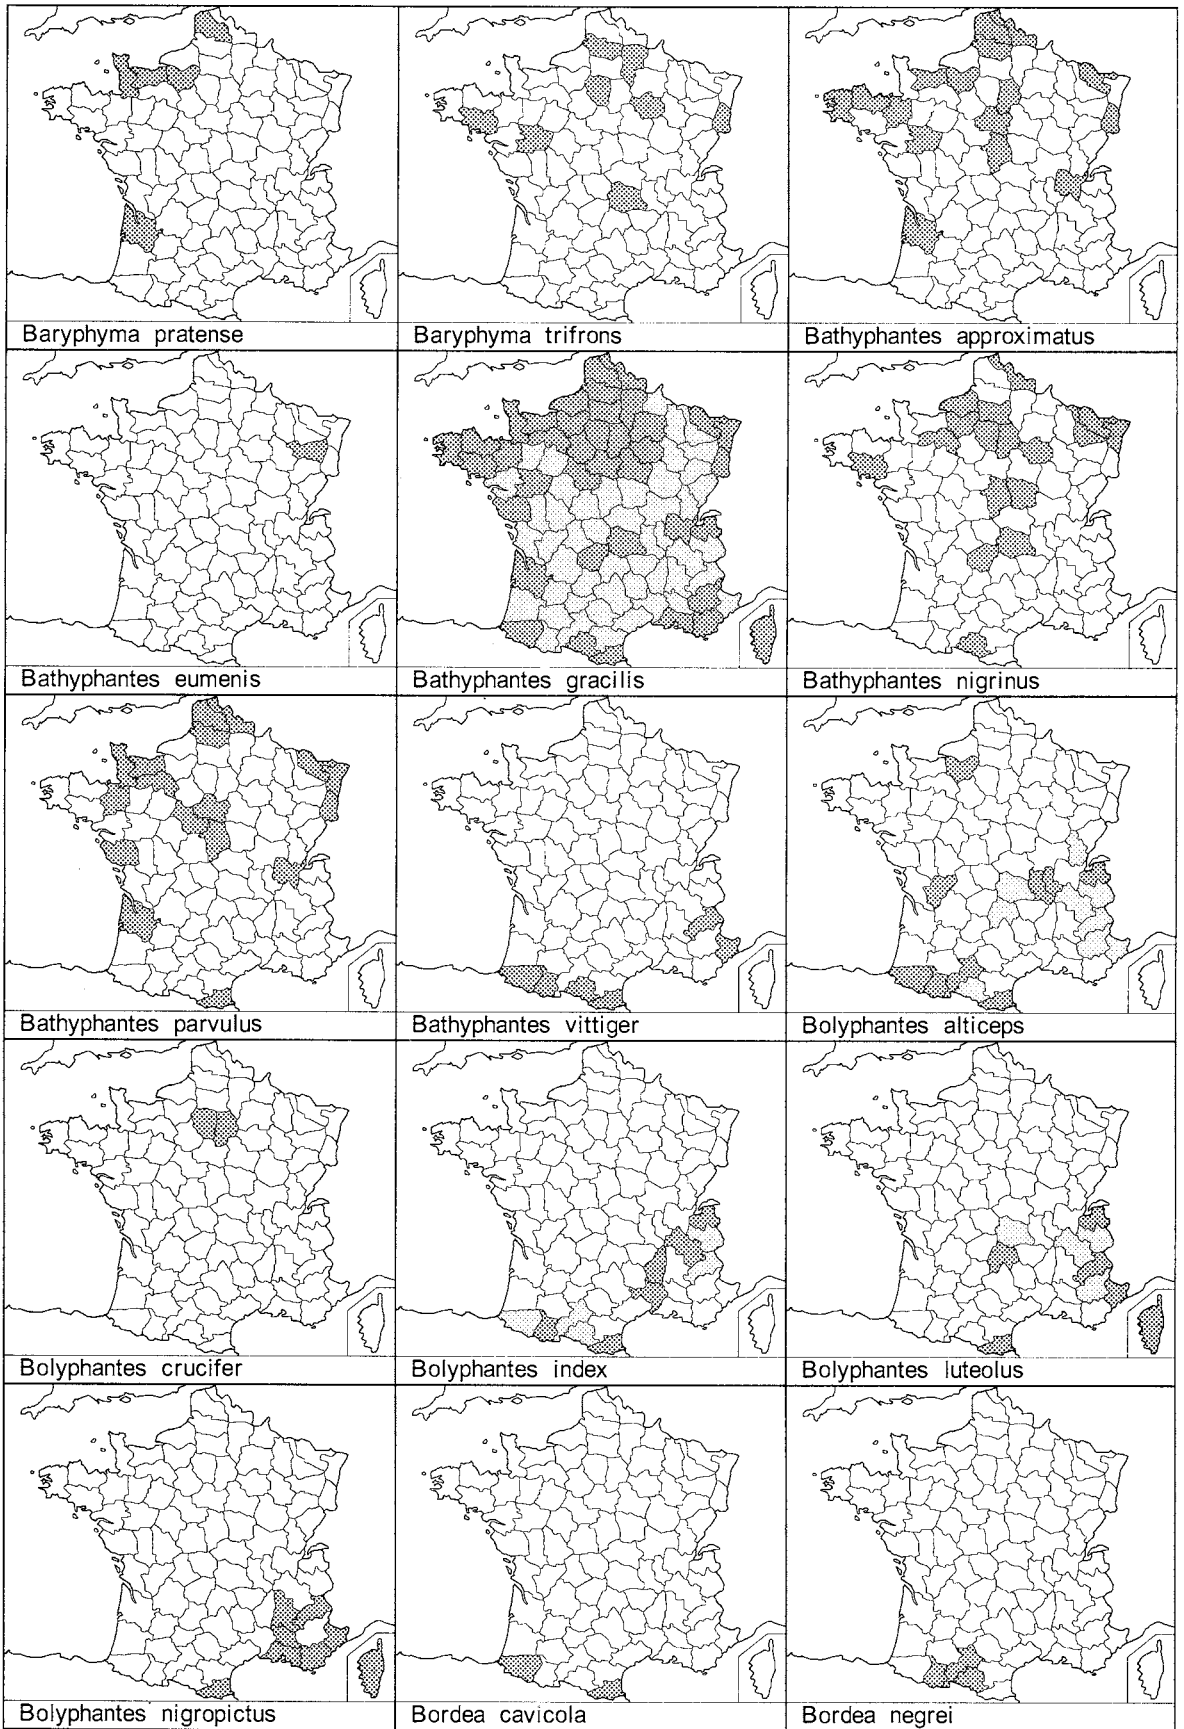 Baryphyma pratense
Baryphyma trifrons
Bathyphantes approximatus
Bathyphantes eumenis
Bathyphantes gracilis
Bathyphantes nigrinus
Bathyphantes parvulus
Bathyphantes vittiger
Bolyphantes alticeps
Bolyphantes crucifer
Bolyphantes index
Bolyphantes luteolus
Bolyphantes nigropictus
Bordea cavicola
Bordea negrei